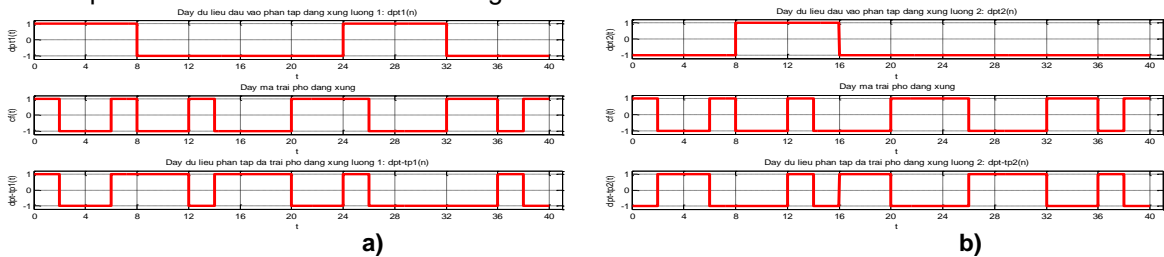 Day du lieu dau vao phan tap dang xung luong 1: dpt1(n)
dpt1(t)
1
0
-1
0 4 8 12 16 20 24 28 32 36 40
t
Day ma trai pho dang xung
cf(t)
1
0
-1
0 4 8 12 16 20 24 28 32 36 40
t
Day du lieu phan tap da trai pho dang xung luong 1: dpt-tp1(n)
dpt-tp1(t)
1
0
-1
0 4 8 12 16 20 24 28 32 36 40
t
a)
Day du lieu dau vao phan tap dang xung luong 2: dpt2(n)
dpt2(t)
1
0
-1
0 4 8 12 16 20 24 28 32 36 40
t
Day ma trai pho dang xung
cf(t)
1
0
-1
0 4 8 12 16 20 24 28 32 36 40
t
Day du lieu phan tap da trai pho dang xung luong 2: dpt-tp2(n)
dpt-tp2(t)
1
0
-1
0 4 8 12 16 20 24 28 32 36 40
t
b)